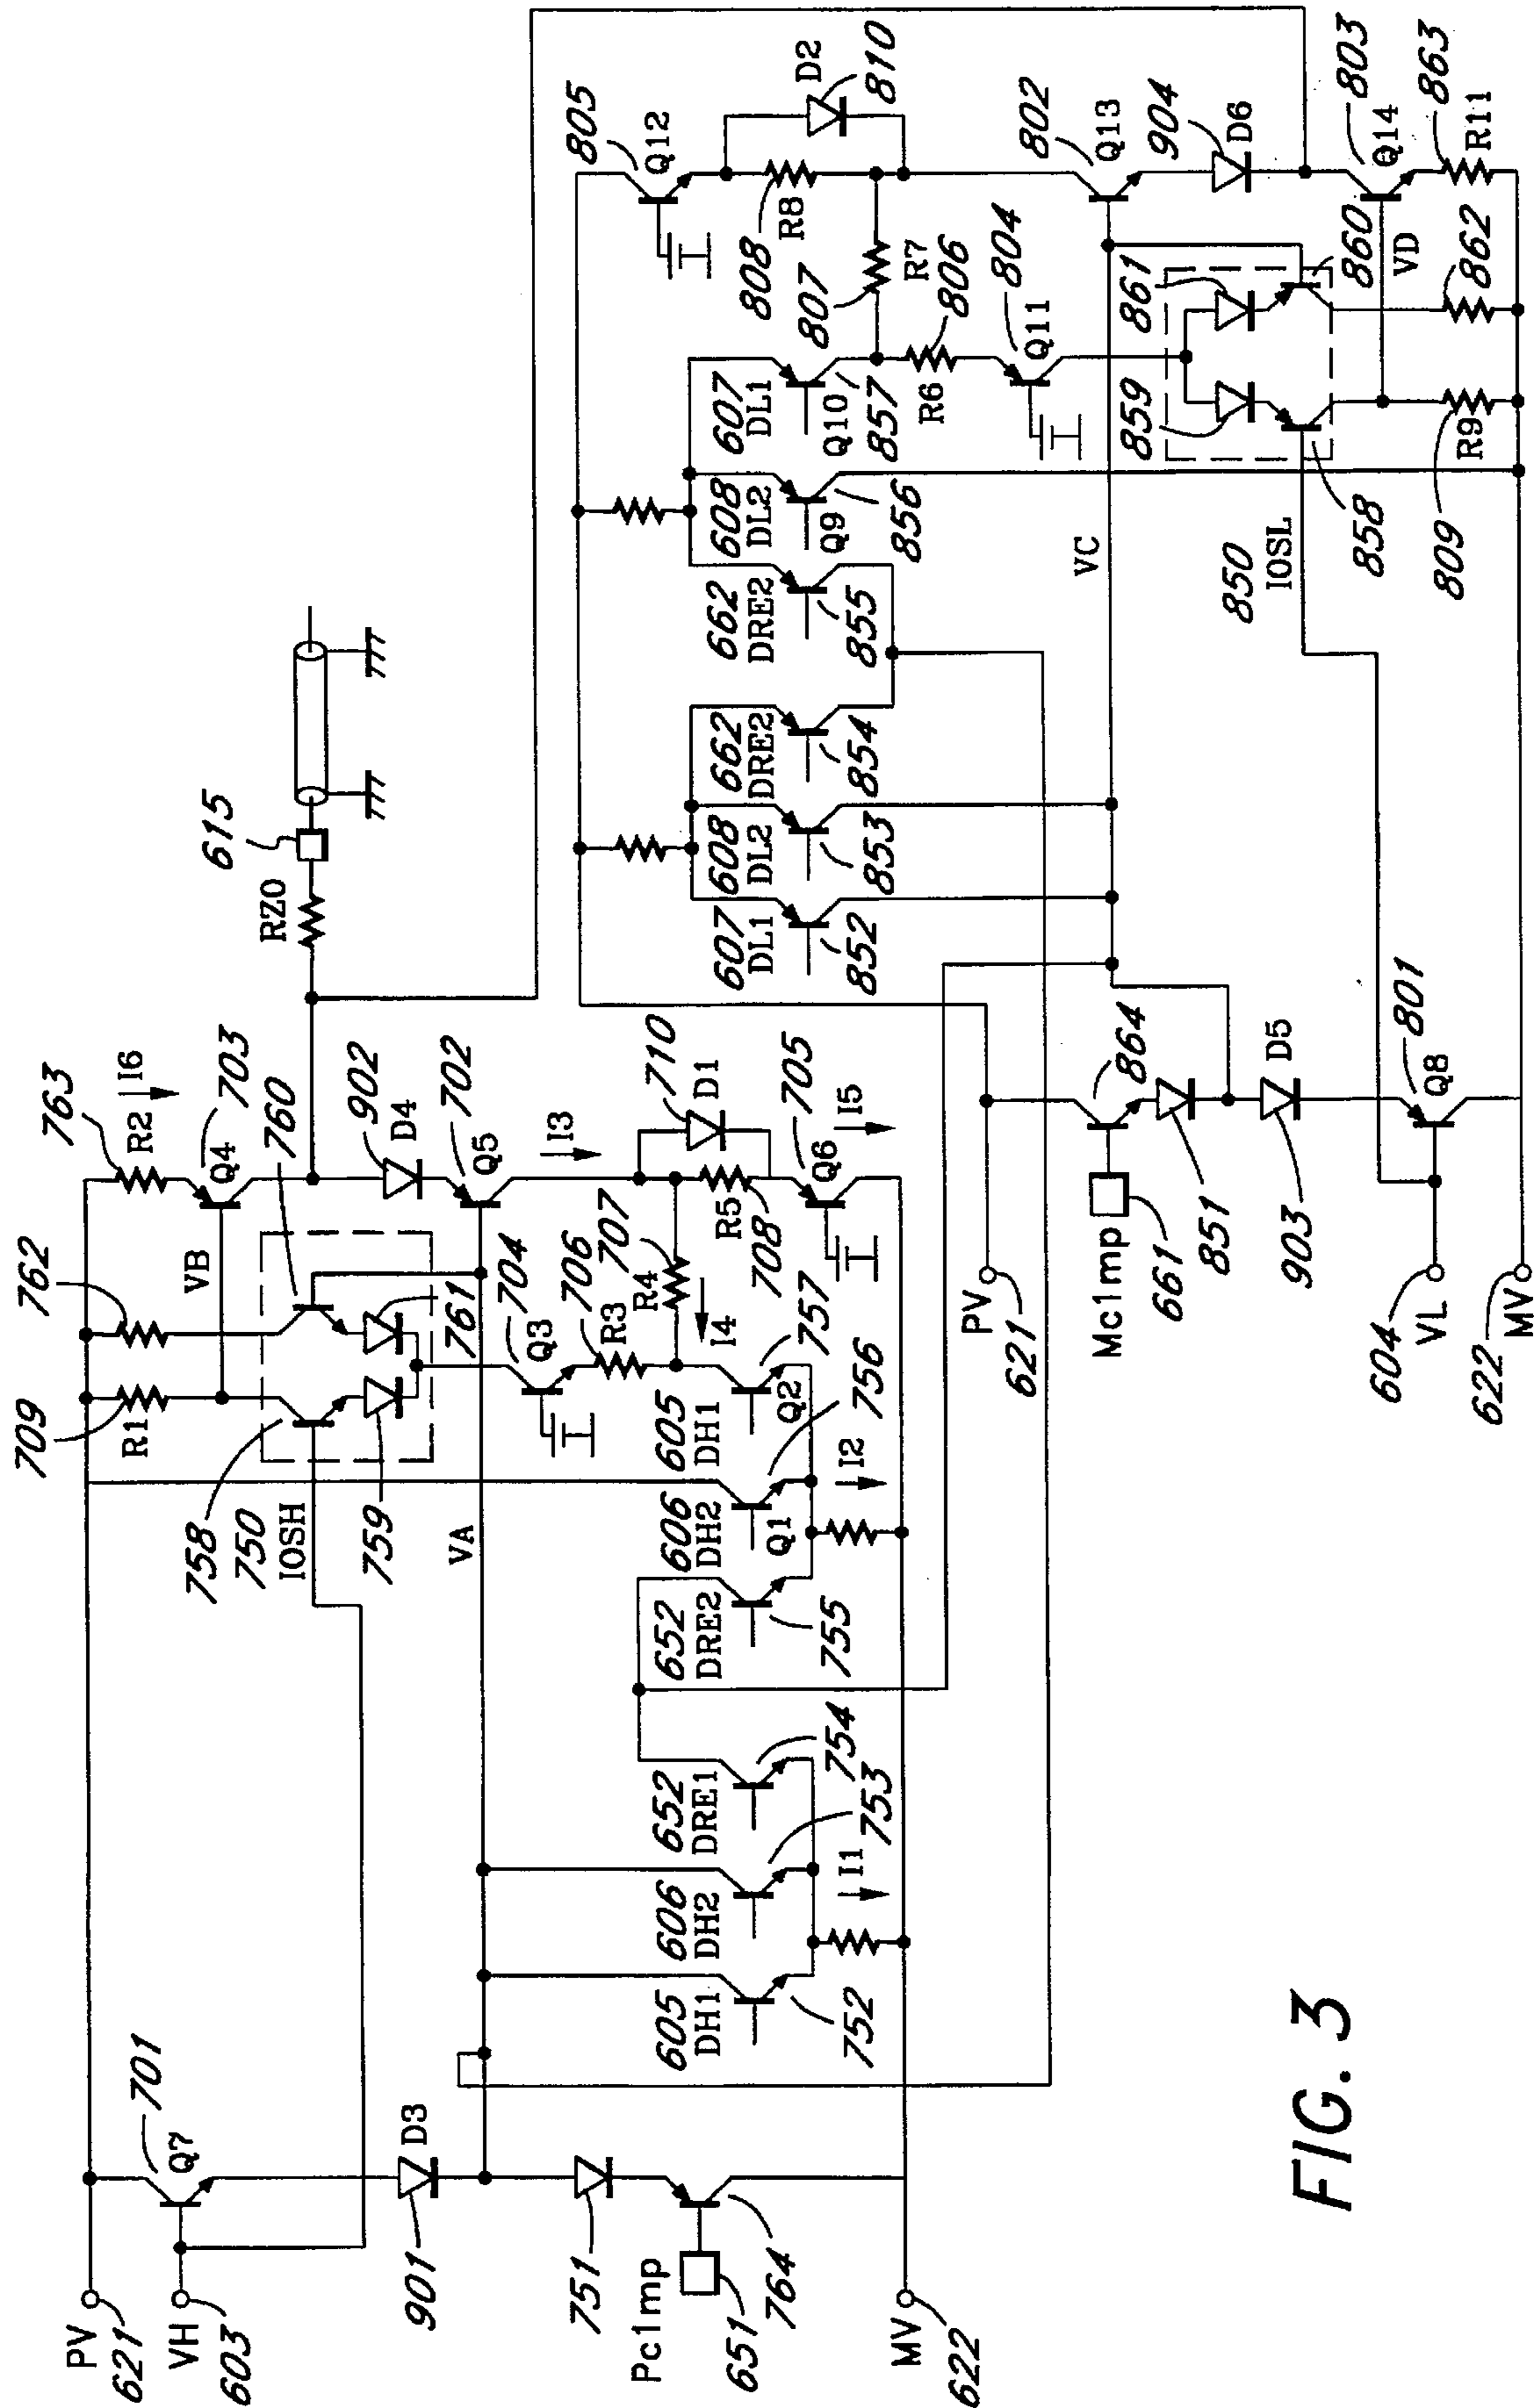 PV
621
VH
603
701
Q7
901
D3
751
Pclmp
651
764
MV
622
605
DH1
752
606
DH2
753
I1
652
DRE1
754
652
DRE2
755
606
DH2
Q1
756
I2
605
DH1
Q2
757
VA
709
R1
762
758
750
IOSH
759
VB
760
761
763
R2
I6
703
Q4
902
D4
702
Q5
I3
704
Q3
706
R3
707
R4
I4
R5
708
710
D1
705
Q6
I5
RZO
615
PV
621
Mclmp
661
864
851
903
D5
801
Q8
604
VL
622
MV
607
DL1
852
608
DL2
853
662
DRE2
854
662
DRE2
855
608
DL2
Q9
856
607
DL1
Q10
857
VC
805
Q12
808
R8
D2
810
807
R7
806
R6
804
Q11
802
Q13
904
D6
861
859
860
VD
850
IOSL
858
809
R9
862
803
Q14
863
R11
FIG. 3